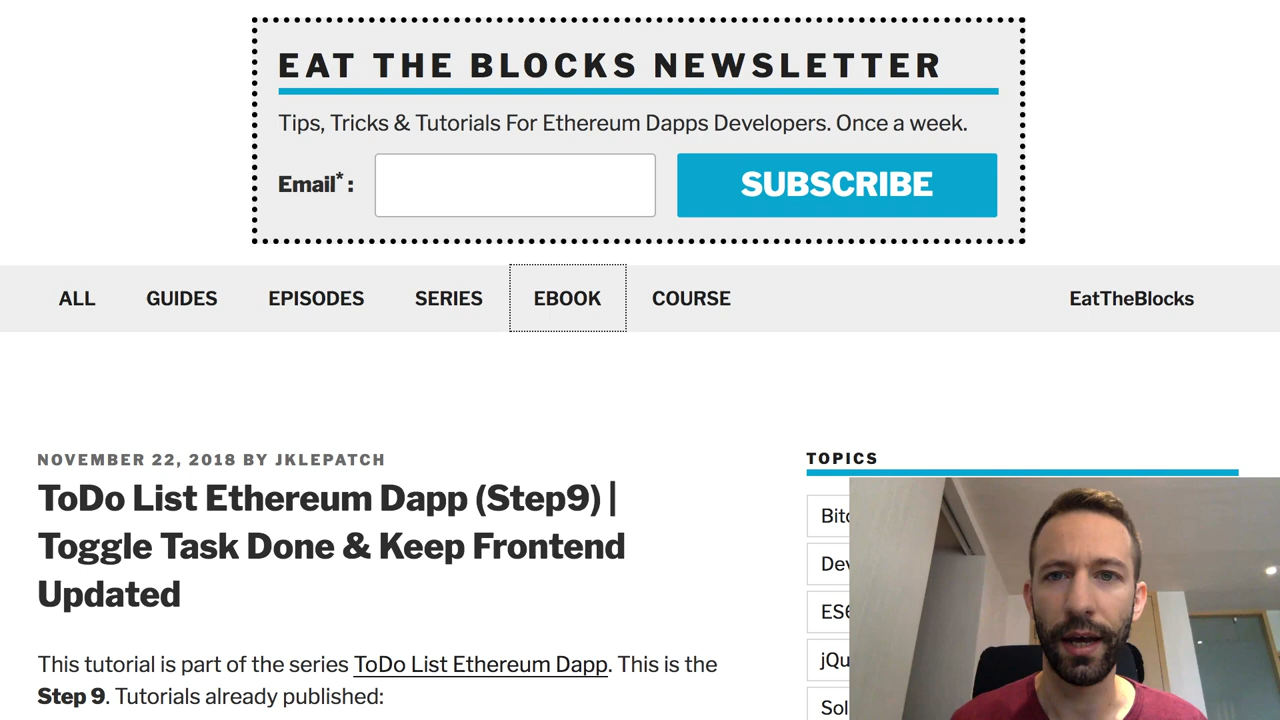 EAT THE BLOCKS NEWSLETTER
Tips, Tricks & Tutorials For Ethereum Dapps Developers. Once a week.
Email* :
SUBSCRIBE
ALL GUIDES EPISODES SERIES EBOOK COURSE EatTheBlocks
NOVEMBER 22, 2018 BY JKLEPATCH
ToDo List Ethereum Dapp (Step9) |
Toggle Task Done & Keep Frontend
Updated
This tutorial is part of the series ToDo List Ethereum Dapp. This is the
Step 9. Tutorials already published:
TOPICS